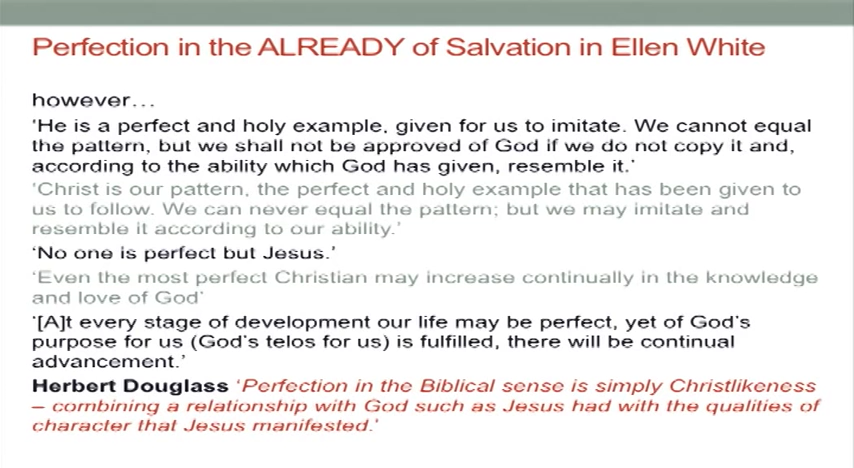 Perfection in the ALREADY of Salvation in Ellen White
however…
‘He is a perfect and holy example, given for us to imitate. We cannot equal
the pattern, but we shall not be approved of God if we do not copy it and,
according to the ability which God has given, resemble it.’
‘Christ is our pattern, the perfect and holy example that has been given to
us to follow. We can never equal the pattern; but we may imitate and
resemble it according to our ability.’
‘No one is perfect but Jesus.’
‘Even the most perfect Christian may increase continually in the knowledge
and love of God’
‘[A]t every stage of development our life may be perfect, yet of God’s
purpose for us (God’s telos for us) is fulfilled, there will be continual
advancement.’
Herbert Douglass ‘Perfection in the Biblical sense is simply Christlikeness
– combining a relationship with God such as Jesus had with the qualities of
character that Jesus manifested.’